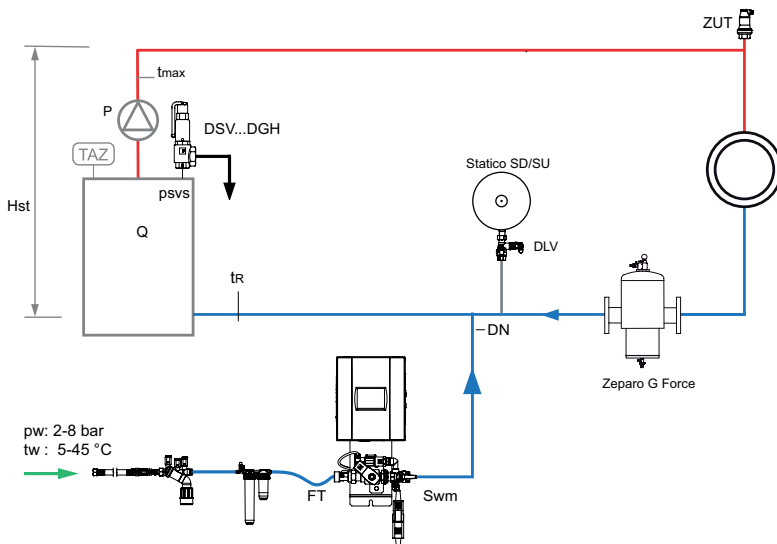 ZUT
tmax
P
DSV...DGH
TAZ
Statico SD/SU
psvs
Hst
Q
DLV
tR
DN
Zeparo G Force
pw: 2-8 bar
tw : 5-45 °C
FT
Swm